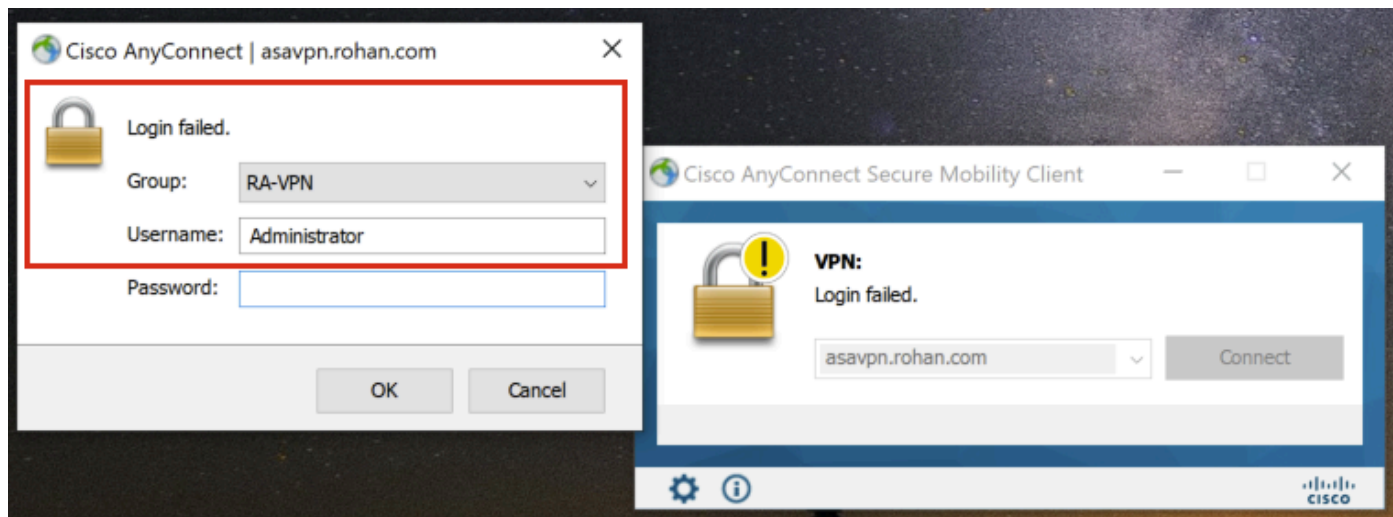 Cisco AnyConnect | asavpn.rohan.com
Login failed.
Group: RA-VPN
Username: Administrator
Password:
OK Cancel
Cisco AnyConnect Secure Mobility Client
VPN:
Login failed.
asavpn.rohan.com Connect
CISCO